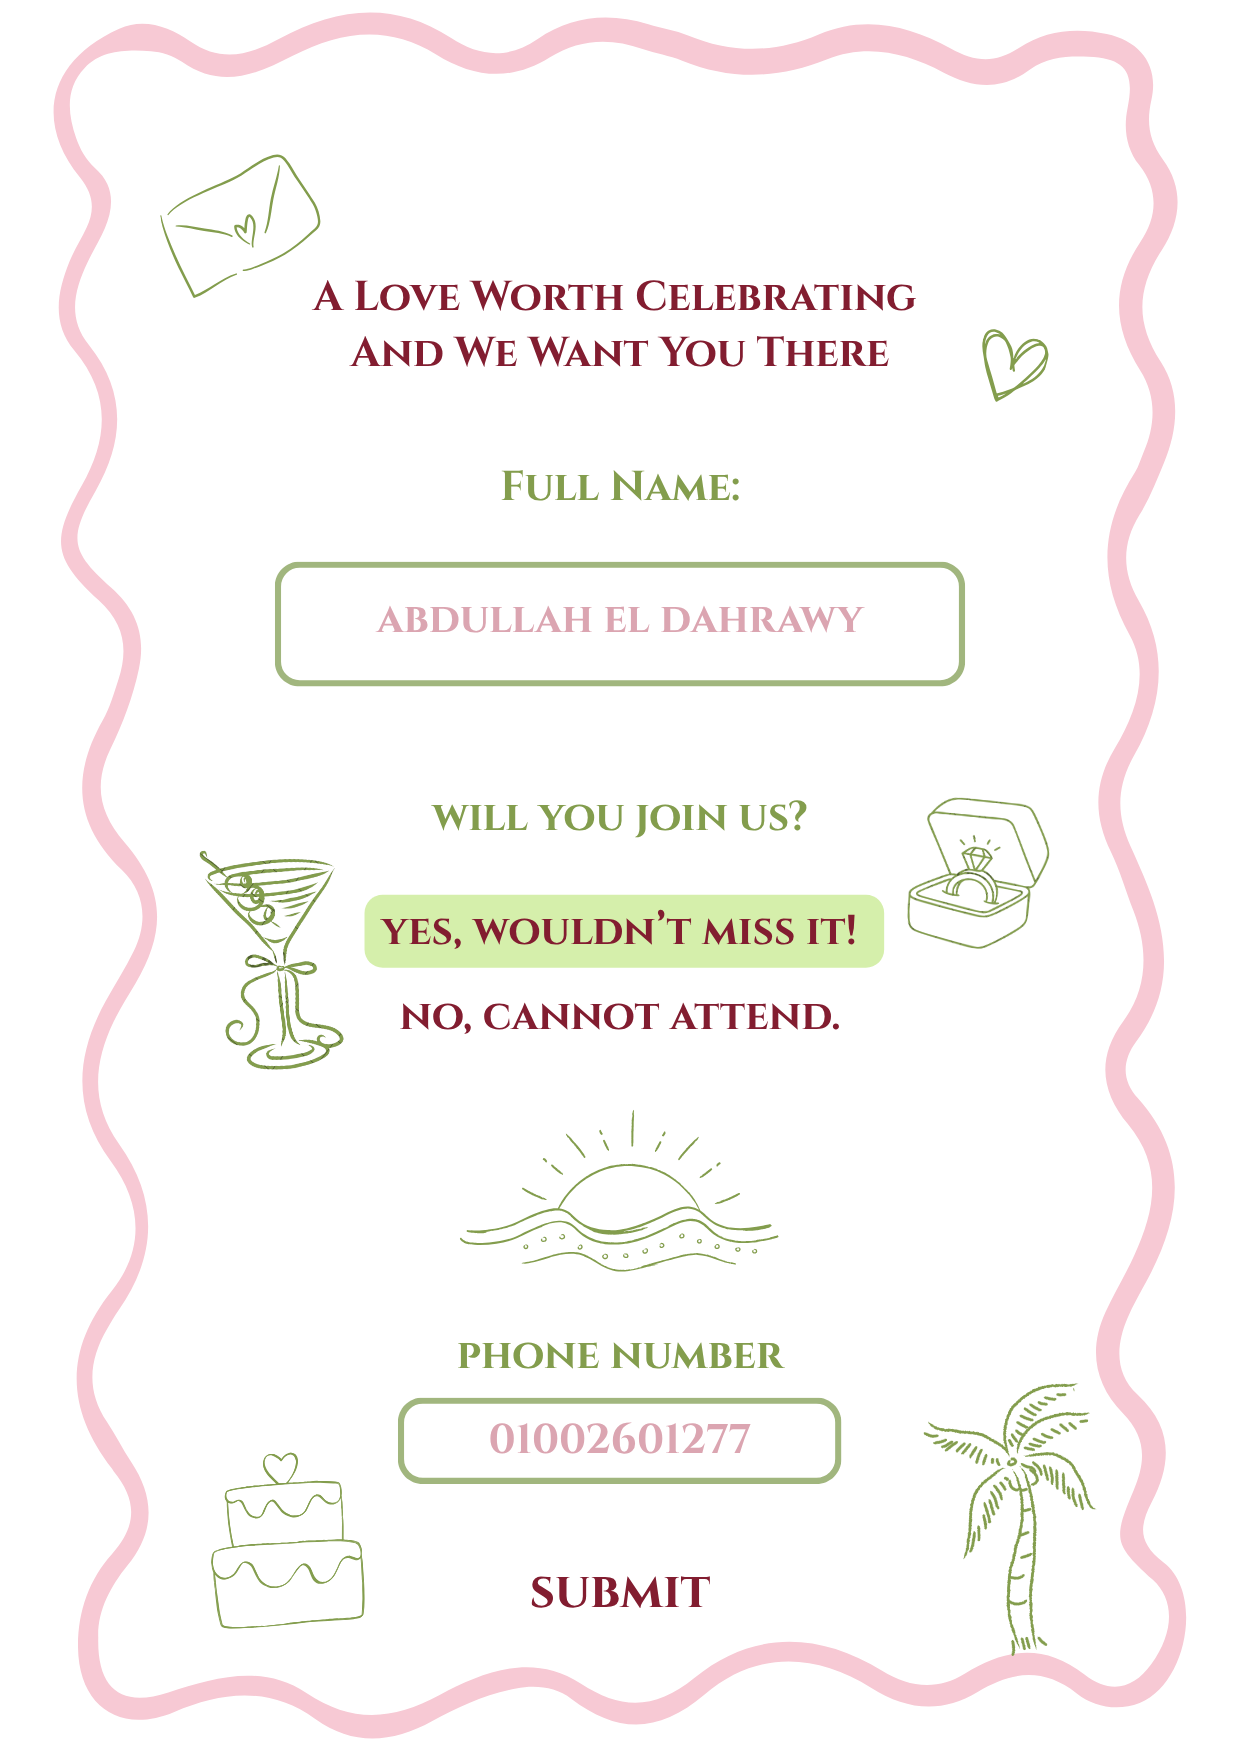 A Love Worth Celebrating
And We Want You There
Full Name:
ABDULLAH EL DAHRAWY
WILL YOU JOIN US?
YES, WOULDN’T MISS IT!
NO, CANNOT ATTEND.
PHONE NUMBER
01002601277
SUBMIT